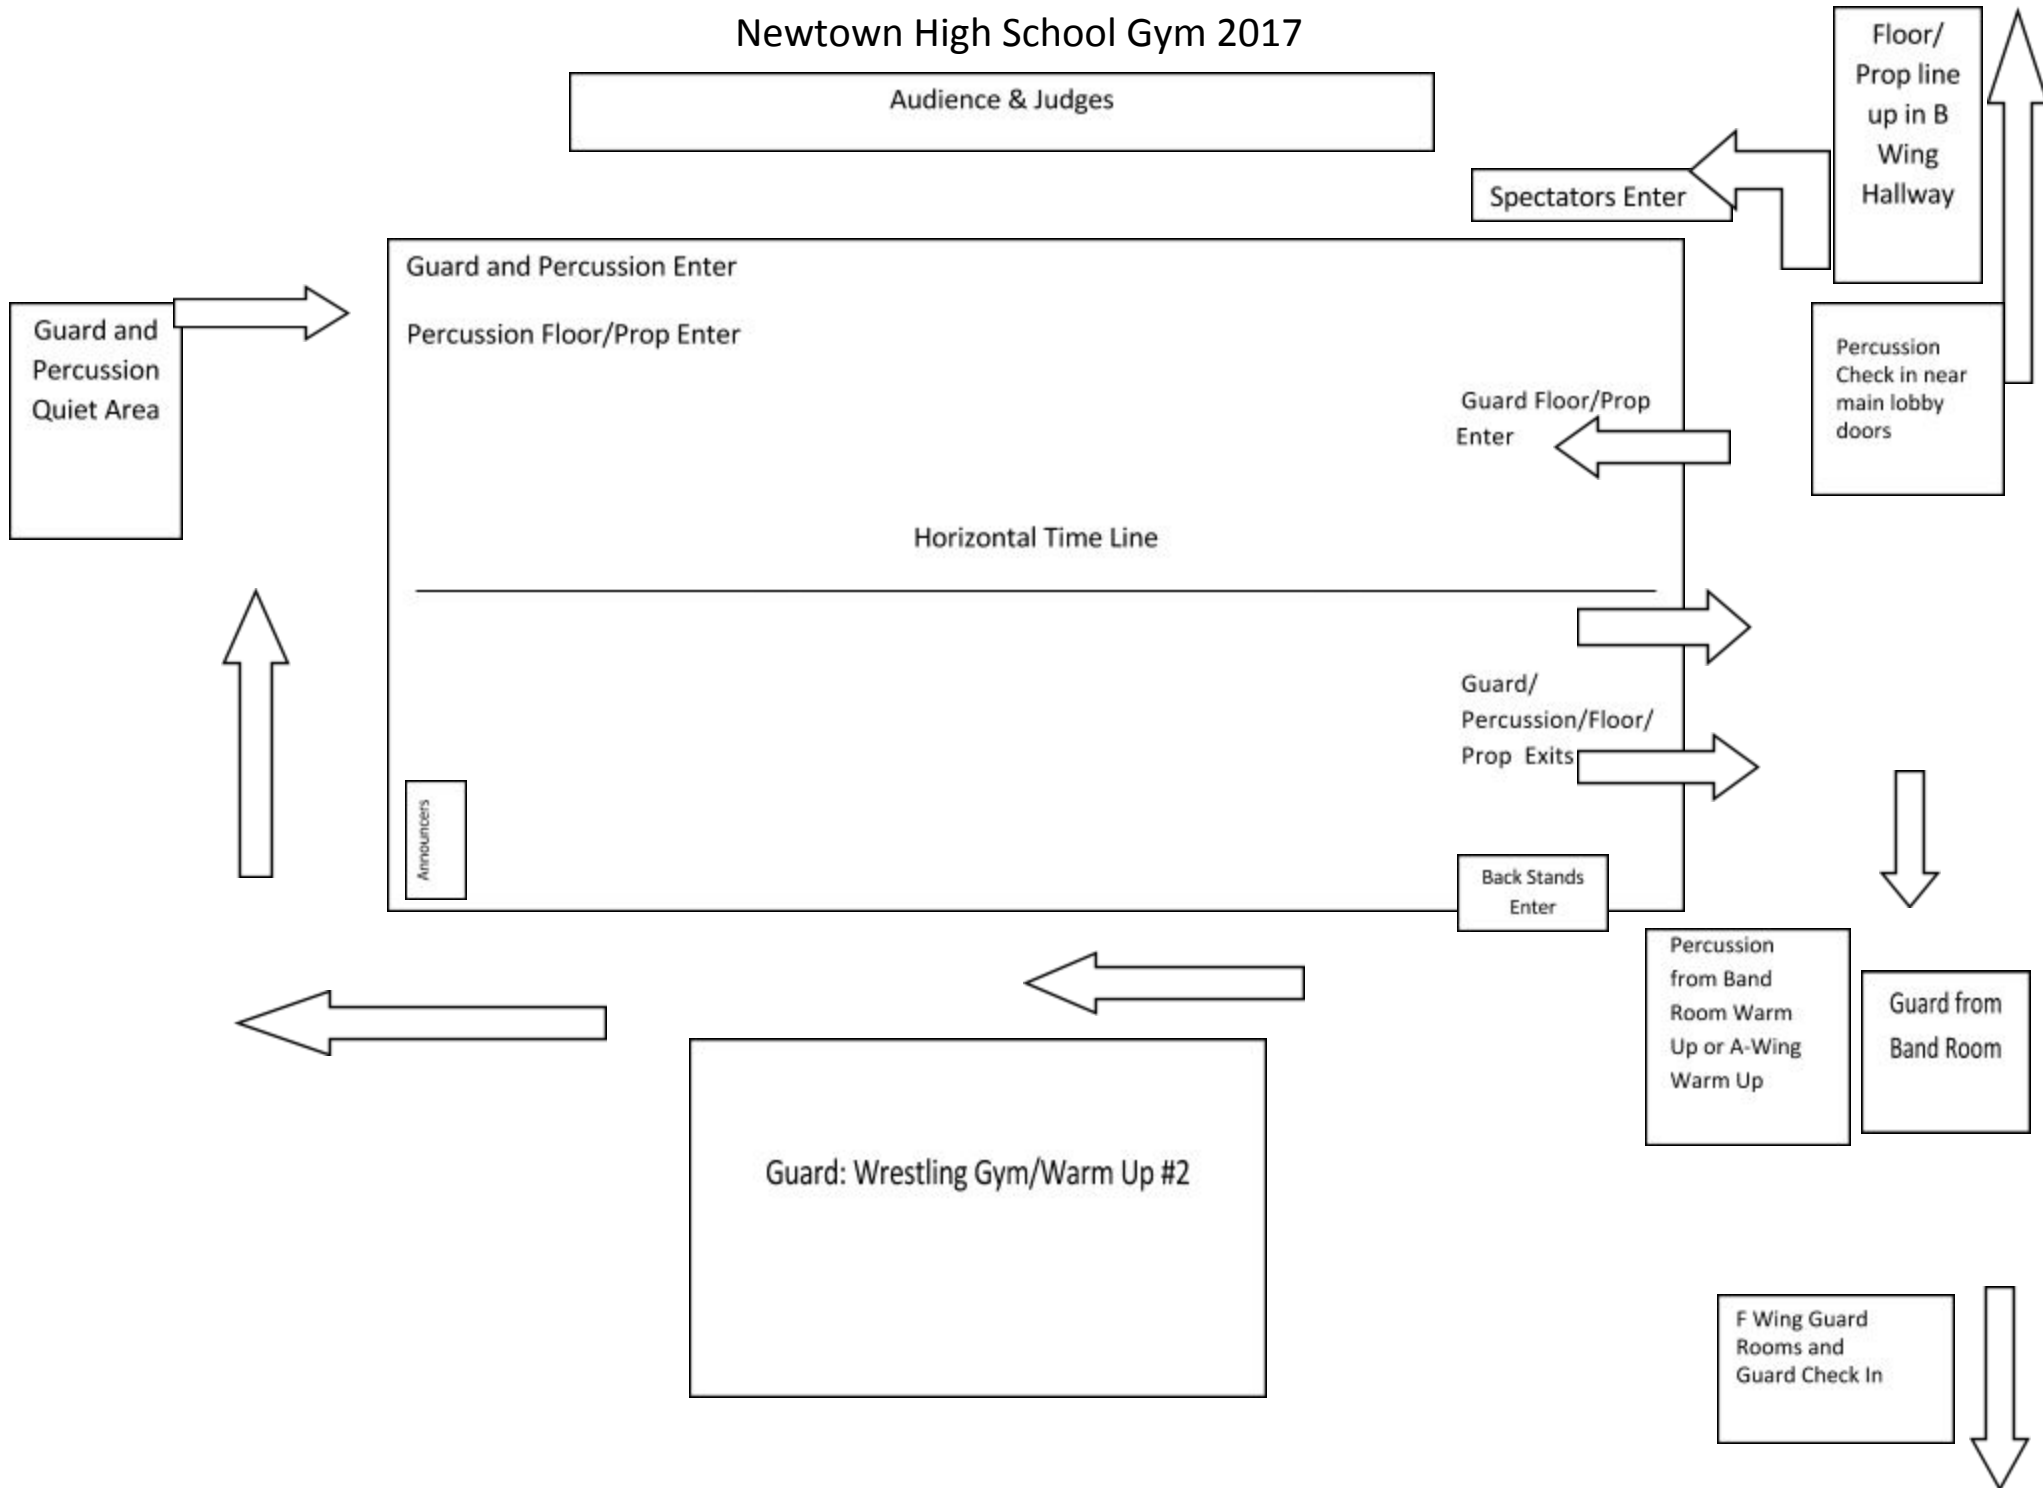 Newtown High School Gym 2017
Audience & Judges
Floor/
Prop line
up in B
Wing
Hallway
Spectators Enter
Guard and Percussion Enter
Percussion Floor/Prop Enter
Guard and
Percussion
Quiet Area
Percussion
Check in near
main lobby
doors
Guard Floor/Prop
Enter
Horizontal Time Line
Guard/
Percussion/Floor/
Prop Exits
Announcers
Back Stands
Enter
Percussion
from Band
Room Warm
Up or A-Wing
Warm Up
Guard from
Band Room
Guard: Wrestling Gym/Warm Up #2
F Wing Guard
Rooms and
Guard Check In